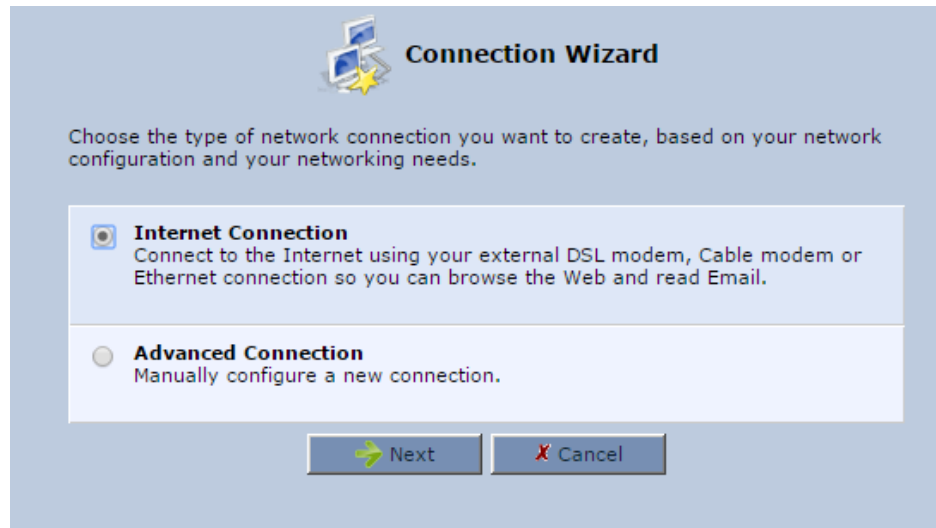 Connection Wizard
Choose the type of network connection you want to create, based on your network
configuration and your networking needs.
Internet Connection
Connect to the Internet using your external DSL modem, Cable modem or
Ethernet connection so you can browse the Web and read Email.
Advanced Connection
Manually configure a new connection.
Next
Cancel